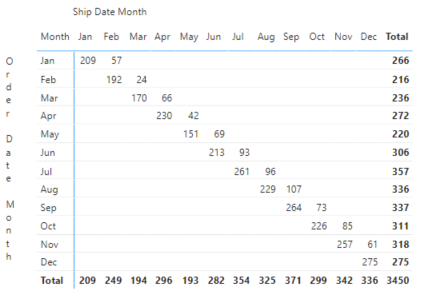 Ship Date Month
Month Jan Feb Mar Apr May Jun Jul Aug Sep Oct Nov Dec Total
Jan 209 57 266
Feb 192 24 216
Mar 170 66 236
Apr 230 42 272
May 151 69 220
Jun 213 93 306
Jul 261 96 357
Aug 229 107 336
Sep 264 73 337
Oct 226 85 311
Nov 257 61 318
Dec 275 275
Total 209 249 194 296 193 282 354 325 371 299 342 336 3450
Order Date Month